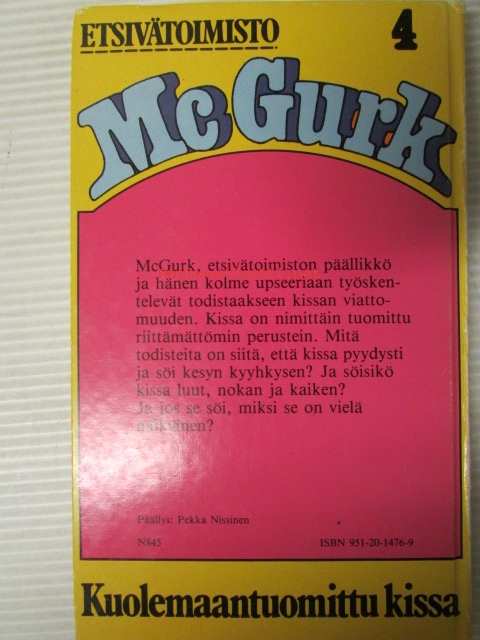 ETSIVÄTOIMISTO
4
McGurk
McGurk, etsivätoimiston päällikkö
ja hänen kolme upseeriaan työsken-
televät todistaakseen kissan viatto-
muuden. Kissa on nimittäin tuomittu
riittämättömin perustein. Mitä
todisteita on siitä, että kissa pyydysti
ja söi kesyn kyyhkysen? Ja söisikö
kissa luut, nokan ja kaiken?
Ja jos se söi, miksi se on vielä
nälkäinen?
Päällys: Pekka Nissinen
N845
ISBN 951-20-1476-9
Kuolemaantuomittu kissa